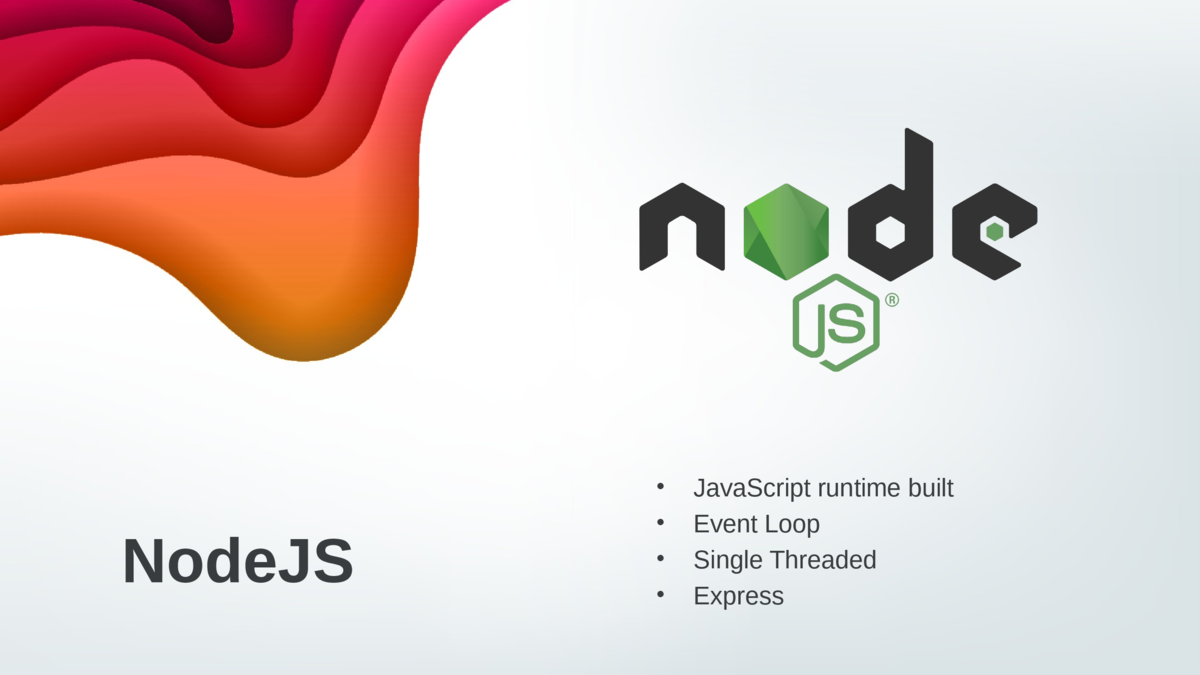 node
JS®
NodeJS
• JavaScript runtime built
• Event Loop
• Single Threaded
• Express